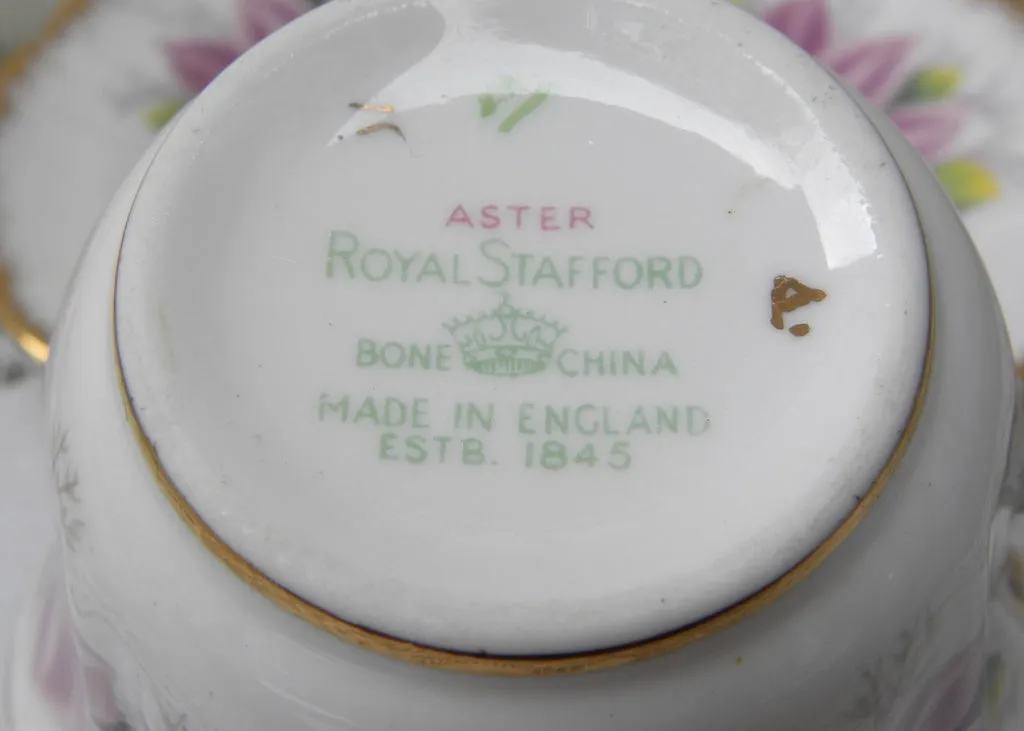 ASTER
ROYAL STAFFORD
BONE CHINA
MADE IN ENGLAND
ESTB. 1845